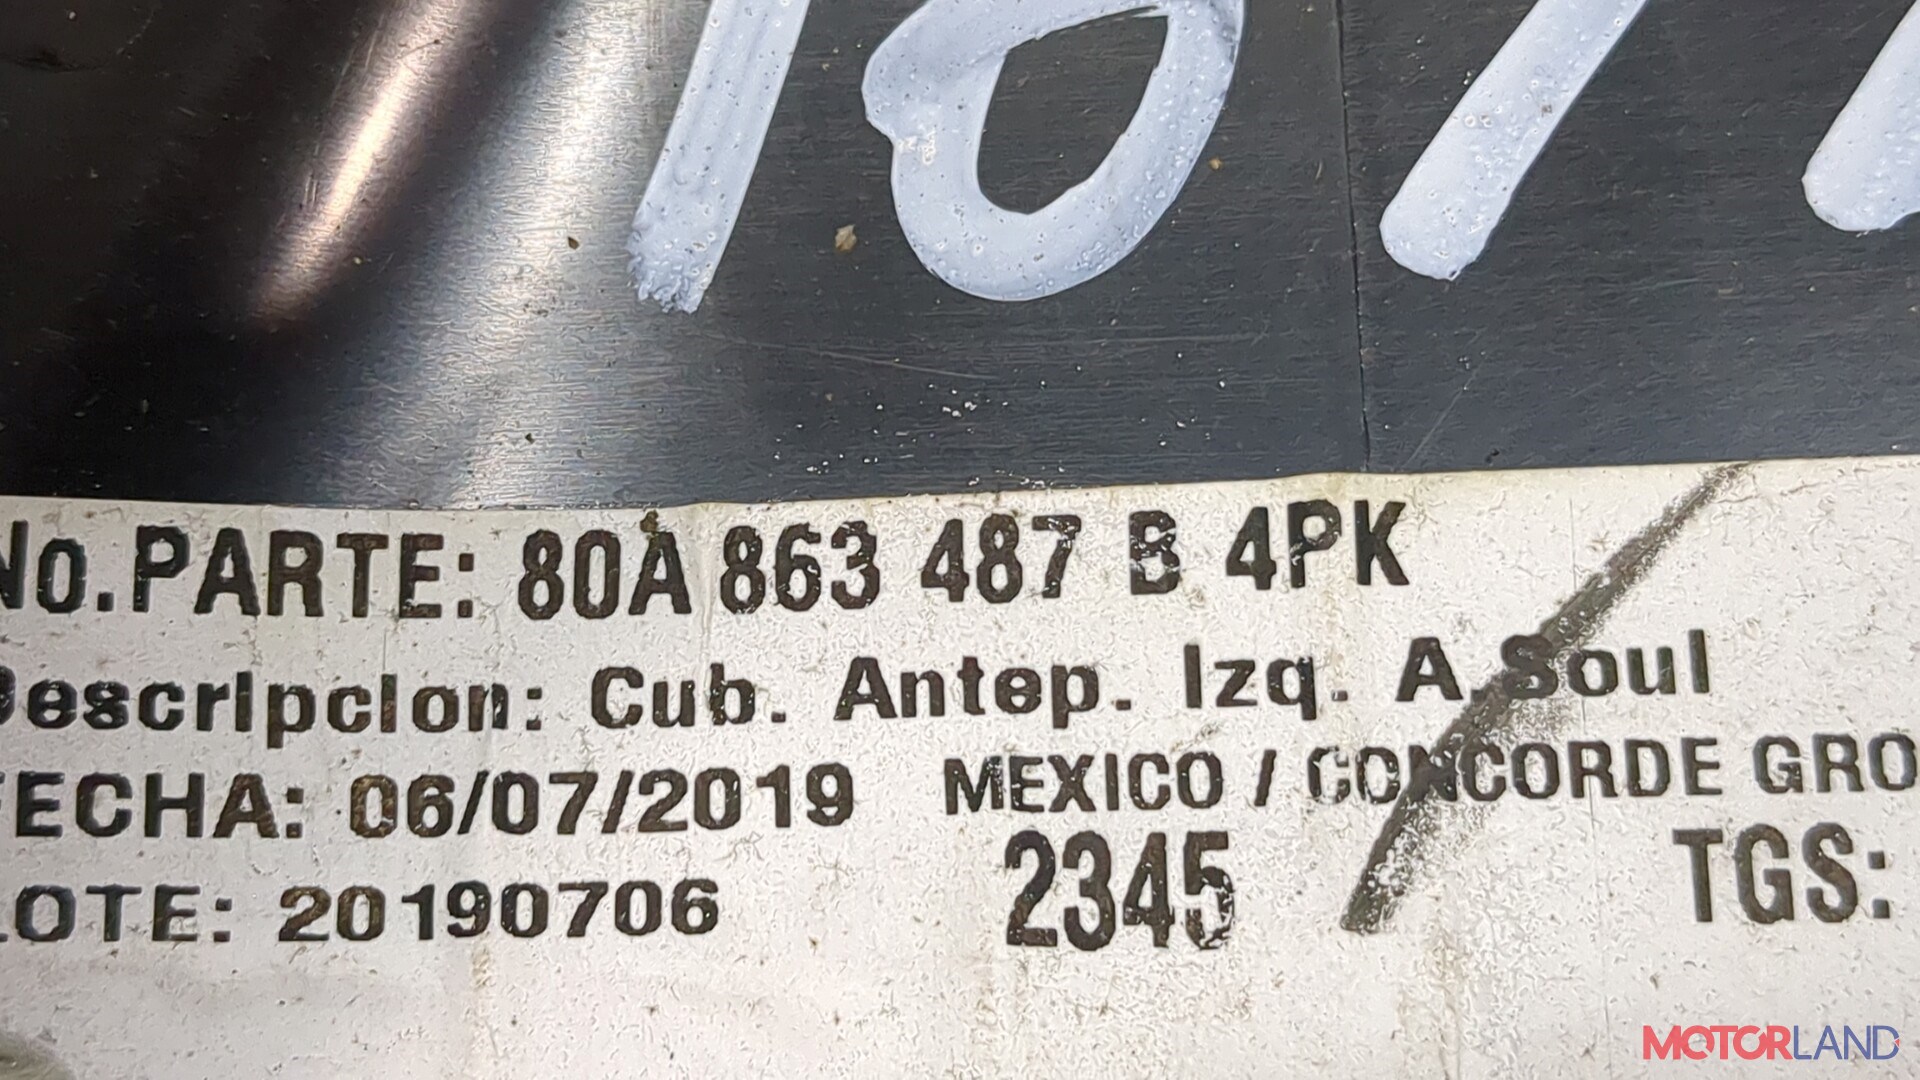 No.PARTE: 80A 863 487 B 4PK
Descripcion: Cub. Antep. Izq. A.Soul
FECHA: 06/07/2019 MEXICO / CONCORDE GRO
LOTE: 20190706 2345 TGS:
MOTORLAND